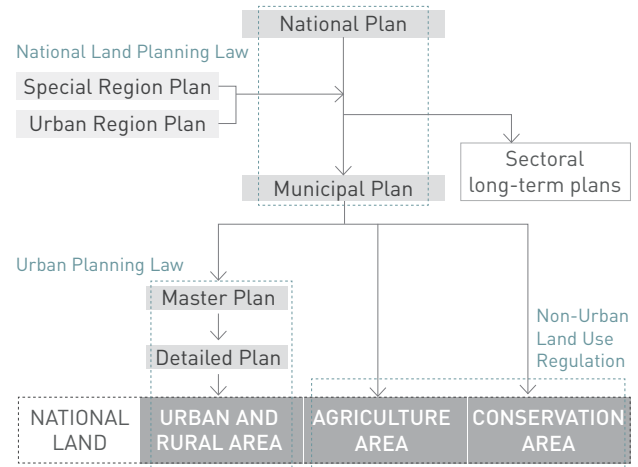 National Plan
National Land Planning Law
Special Region Plan
Urban Region Plan
Sectoral
long-term plans
Municipal Plan
Urban Planning Law
Master Plan
Detailed Plan
Non-Urban
Land Use
Regulation
NATIONAL
LAND
URBAN AND
RURAL AREA
AGRICULTURE
AREA
CONSERVATION
AREA